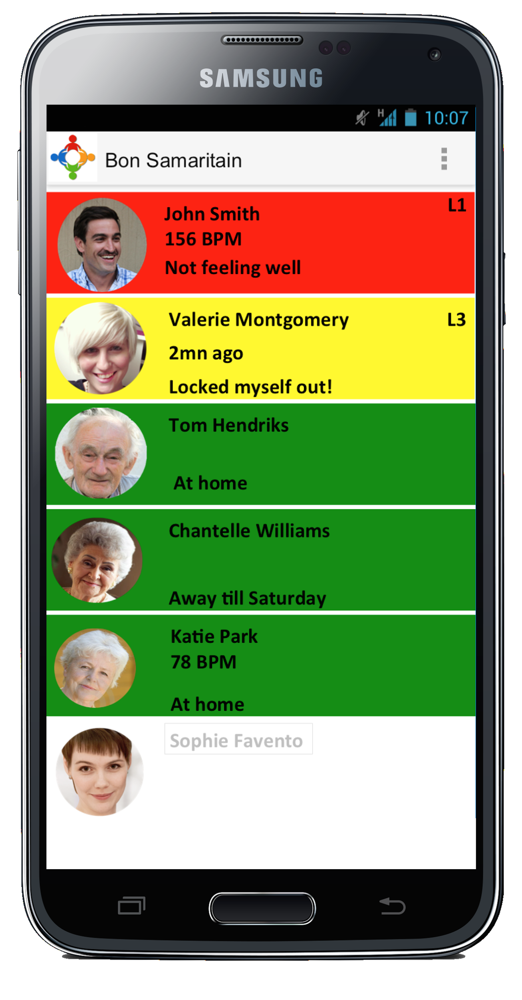 SAMSUNG
H 10:07
Bon Samaritain
John Smith L1
156 BPM
Not feeling well
Valerie Montgomery L3
2mn ago
Locked myself out!
Tom Hendriks
At home
Chantelle Williams
Away till Saturday
Katie Park
78 BPM
At home
Sophie Favento